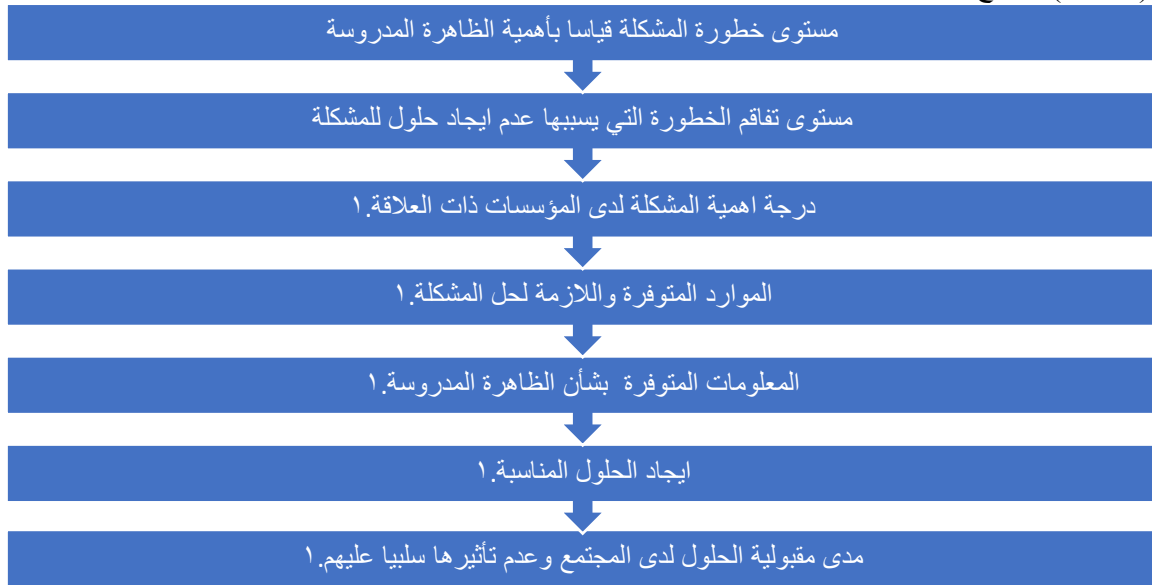 مستوى خطورة المشكلة قياسا بأهمية الظاهرة المدروسة
مستوى تفاقم الخطورة التي يسببها عدم ايجاد حلول للمشكلة
درجة اهمية المشكلة لدى المؤسسات ذات العلاقة.١
الموارد المتوفرة واللازمة لحل المشكلة.١
المعلومات المتوفرة بشأن الظاهرة المدروسة.١
ايجاد الحلول المناسبة.١
مدى مقبولية الحلول لدى المجتمع وعدم تأثيرها سلبيا عليهم.١